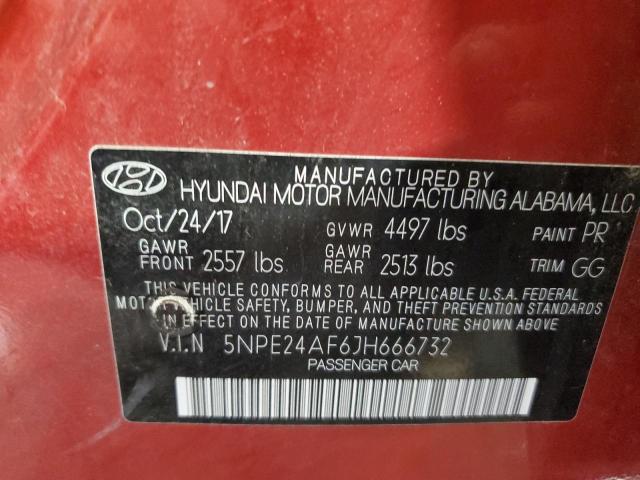 MANUFACTURED BY
HYUNDAI MOTOR MANUFACTURING ALABAMA, LLC
Oct/24/17 GVWR 4497 lbs PAINT PR
GAWR FRONT 2557 lbs GAWR REAR 2513 lbs TRIM GG
THIS VEHICLE CONFORMS TO ALL APPLICABLE U.S.A. FEDERAL
MOTOR VEHICLE SAFETY, BUMPER, AND THEFT PREVENTION STANDARDS
IN EFFECT ON THE DATE OF MANUFACTURE SHOWN ABOVE
V.I.N 5NPE24AF6JH666732
PASSENGER CAR